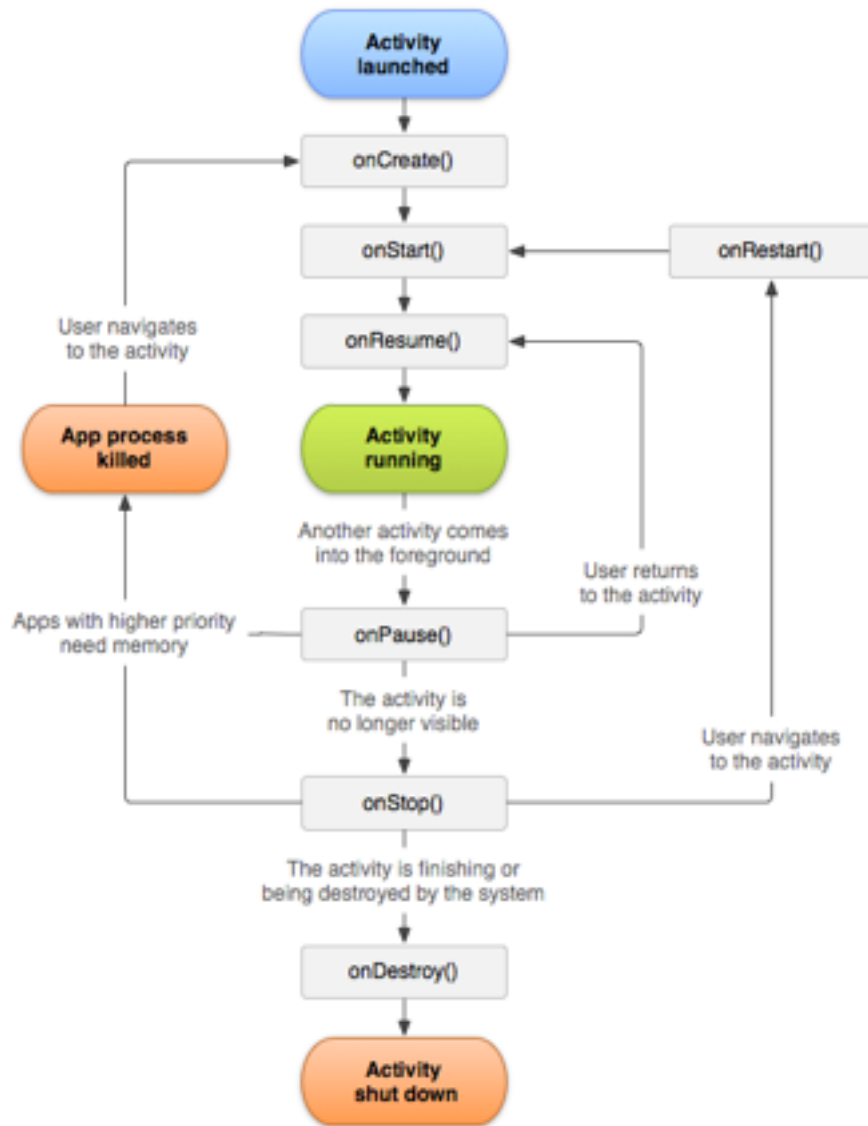 Activity
launched
onCreate()
onStart()
onRestart()
User navigates
to the activity
onResume()
App process
killed
Activity
running
Another activity comes
into the foreground
User returns
to the activity
Apps with higher priority
need memory
onPause()
The activity is
no longer visible
User navigates
to the activity
onStop()
The activity is finishing or
being destroyed by the system
onDestroy()
Activity
shut down